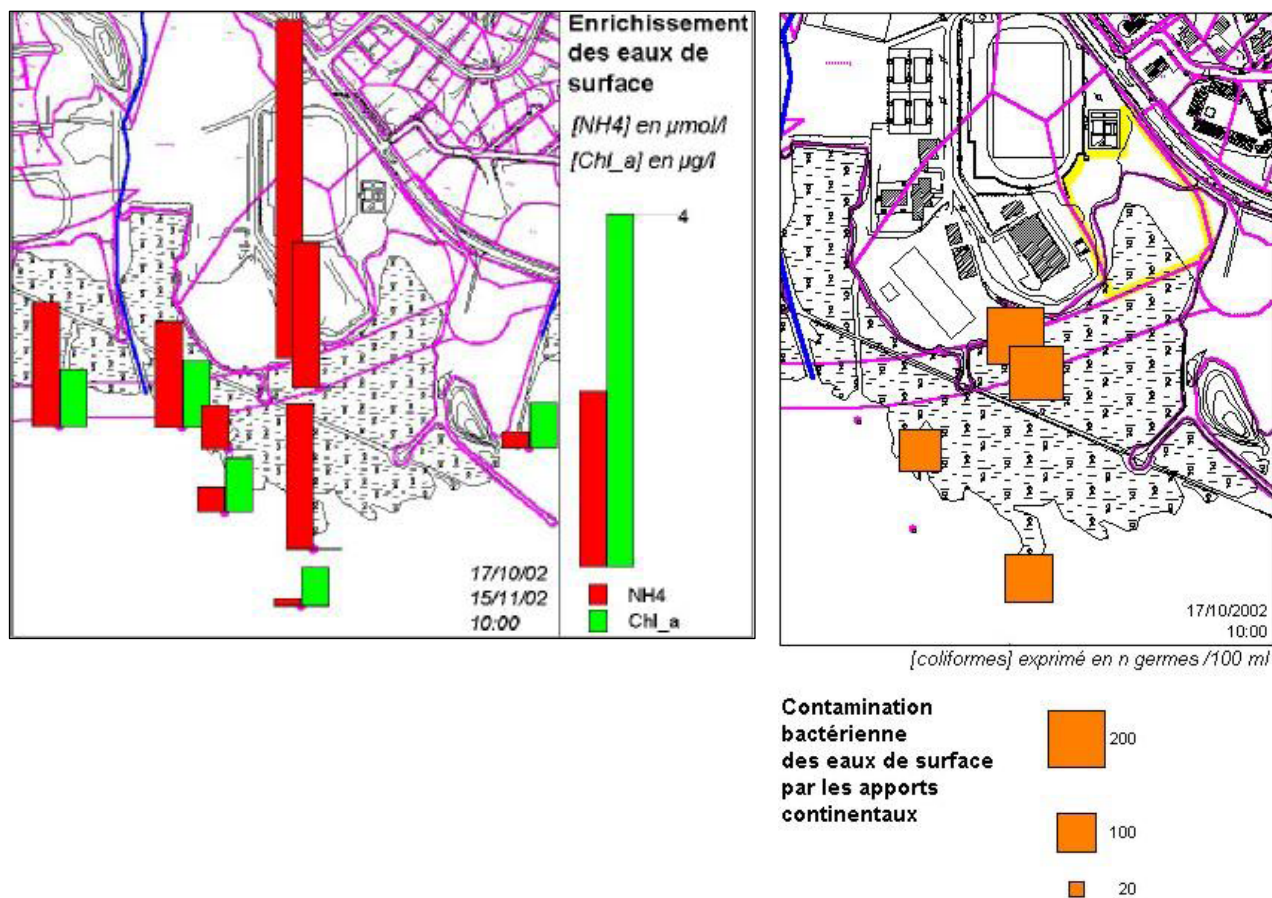 Enrichissement
des eaux de
surface
[NH4] en µmol/l
[Chl_a] en µg/l
4
17/10/02
15/11/02
10:00
NH4
Chl_a
17/10/2002
10:00
[coliformes] exprimé en n germes /100 ml
Contamination
bactérienne
des eaux de surface
par les apports
continentaux
200
100
20